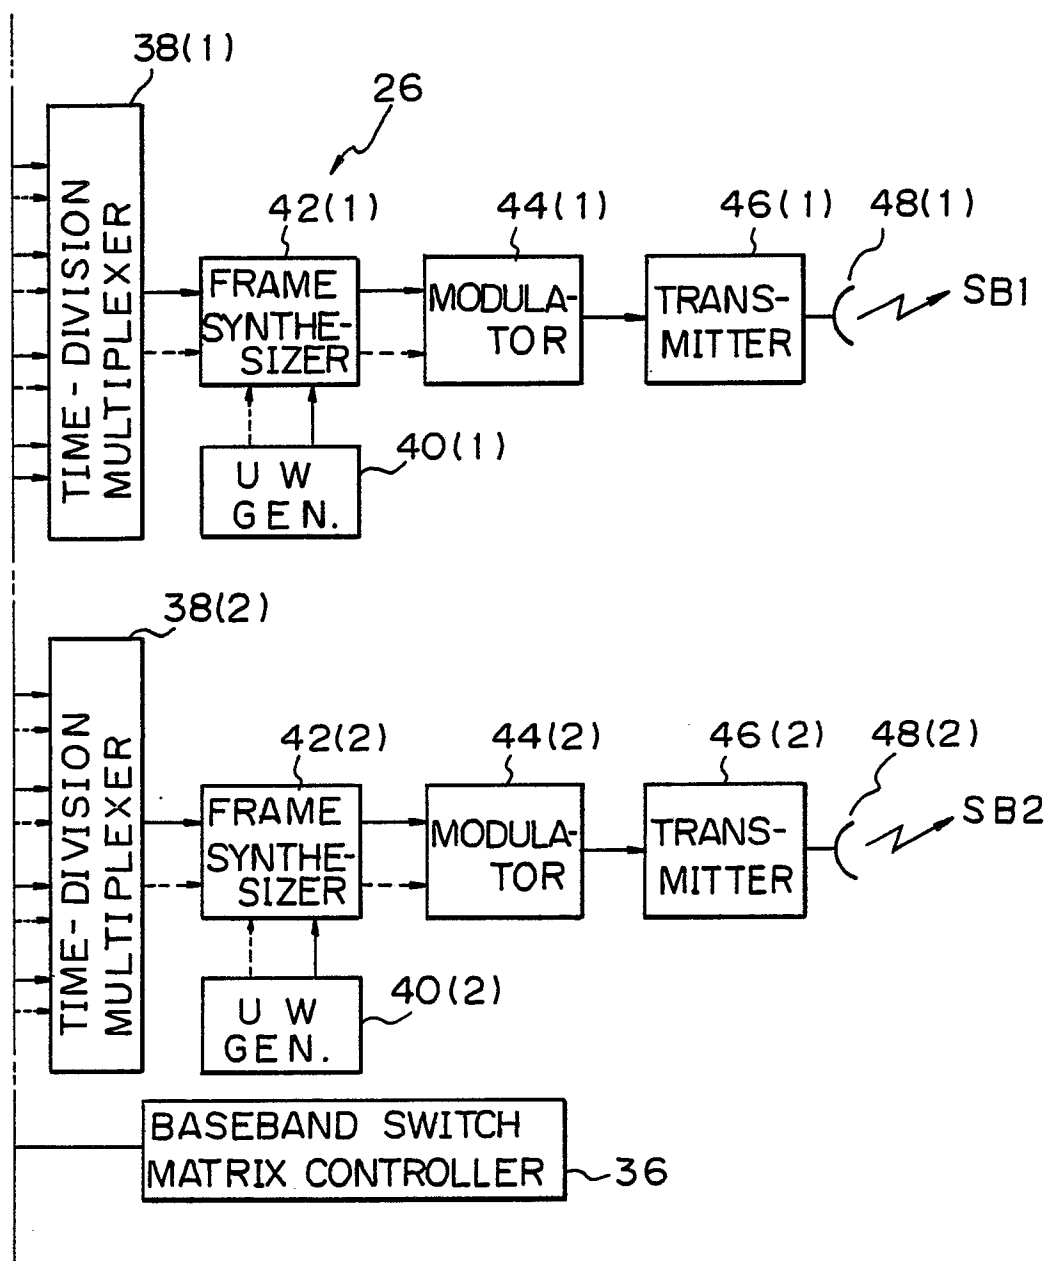 38(1)
26
42(1)
44(1)
46(1)
48(1)
TIME-DIVISION
MULTIPLEXER
FRAME
SYNTHE-
SIZER
MODULA-
TOR
TRANS-
MITTER
SB1
40(1)
U W
GEN.
38(2)
42(2)
44(2)
46(2)
48(2)
TIME-DIVISION
MULTIPLEXER
FRAME
SYNTHE-
SIZER
MODULA-
TOR
TRANS-
MITTER
SB2
40(2)
U W
GEN.
BASEBAND SWITCH
MATRIX CONTROLLER
36